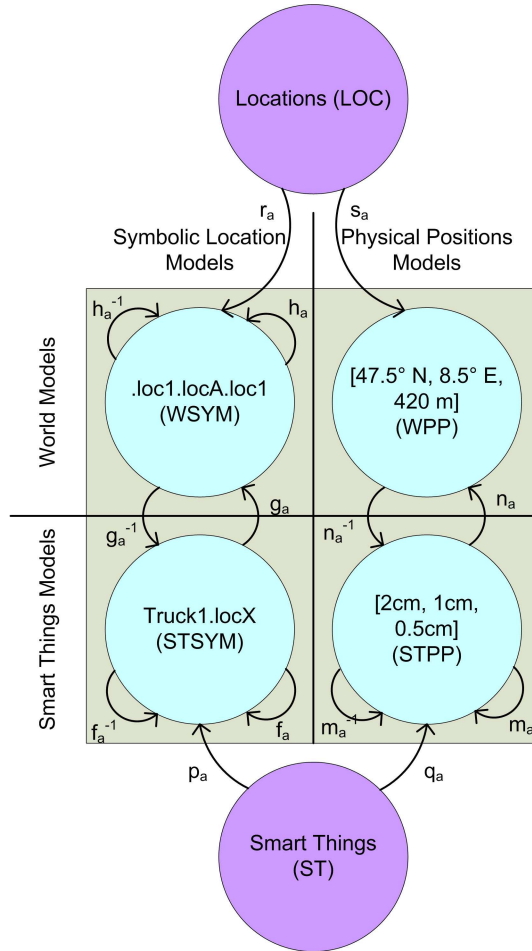 Locations (LOC)
rₐ
sₐ
Symbolic Location
Models
Physical Positions
Models
World Models
hₐ⁻¹
hₐ
.loc1.locA.loc1
(WSYM)
[47.5° N, 8.5° E,
420 m]
(WPP)
gₐ⁻¹
gₐ
nₐ⁻¹
nₐ
Smart Things Models
Truck1.locX
(STSYM)
[2cm, 1cm,
0.5cm]
(STPP)
fₐ⁻¹
fₐ
mₐ⁻¹
mₐ
pₐ
qₐ
Smart Things
(ST)